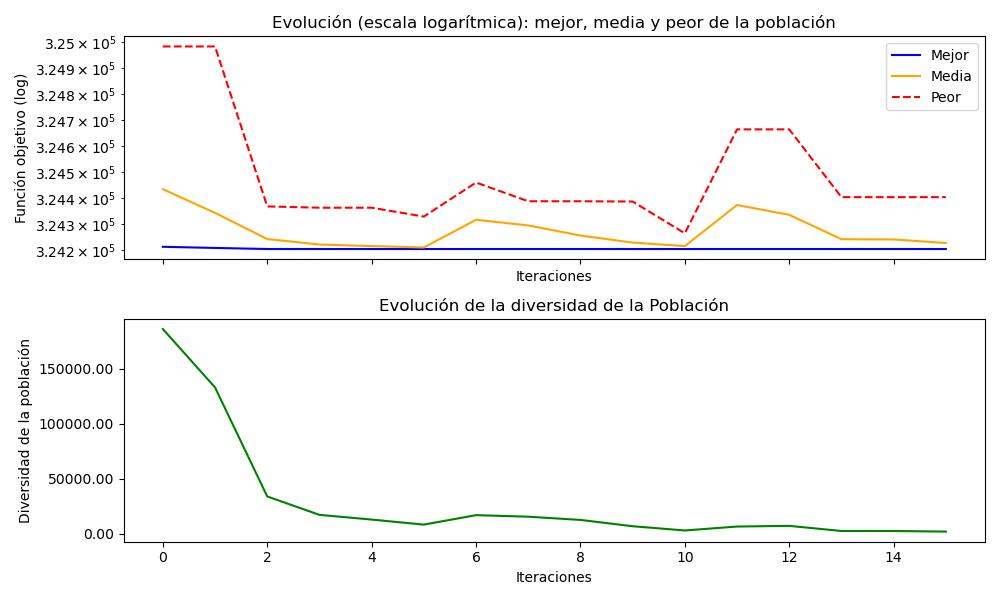 Evolución (escala logarítmica): mejor, media y peor de la población
Función objetivo (log)
3.25 × 10⁵
3.249 × 10⁵
3.248 × 10⁵
3.247 × 10⁵
3.246 × 10⁵
3.245 × 10⁵
3.244 × 10⁵
3.243 × 10⁵
3.242 × 10⁵
Mejor
Media
Peor
Iteraciones
Evolución de la diversidad de la Población
Diversidad de la población
150000.00
100000.00
50000.00
0.00
0 2 4 6 8 10 12 14
Iteraciones